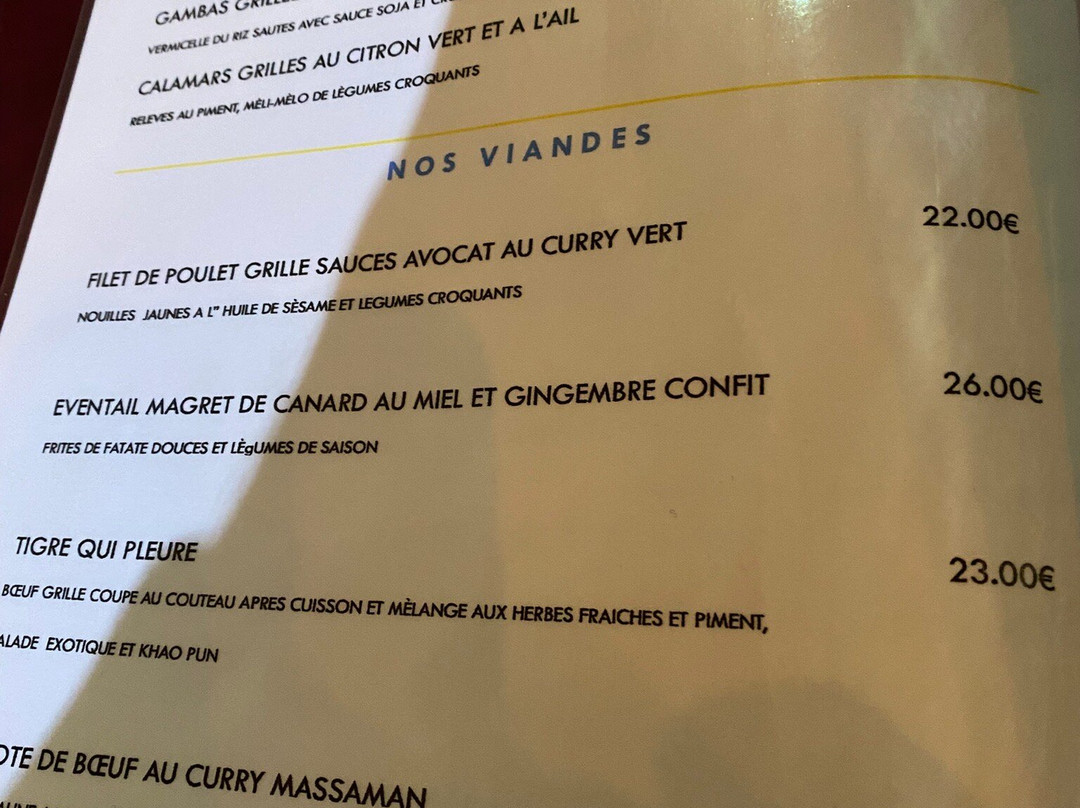 GAMBAS
VERMICELLE DU RIZ SAUTES AVEC SAUCE SOJA ET
CALAMARS GRILLES AU CITRON VERT ET A L'AIL
RELEVES AU PIMENT, MÉLI-MÈLO DE LÈGUMES CROQUANTS
NOS VIANDES
FILET DE POULET GRILLE SAUCES AVOCAT AU CURRY VERT 22.00€
NOUILLES JAUNES A L" HUILE DE SÈSAME ET LEGUMES CROQUANTS
EVENTAIL MAGRET DE CANARD AU MIEL ET GINGEMBRE CONFIT 26.00€
FRITES DE FATATE DOUCES ET LÈgUMES DE SAISON
TIGRE QUI PLEURE 23.00€
BŒUF GRILLE COUPE AU COUTEAU APRES CUISSON ET MÈLANGE AUX HERBES FRAICHES ET PIMENT,
ALADE EXOTIQUE ET KHAO PUN
OTE DE BŒUF AU CURRY MASSAMAN